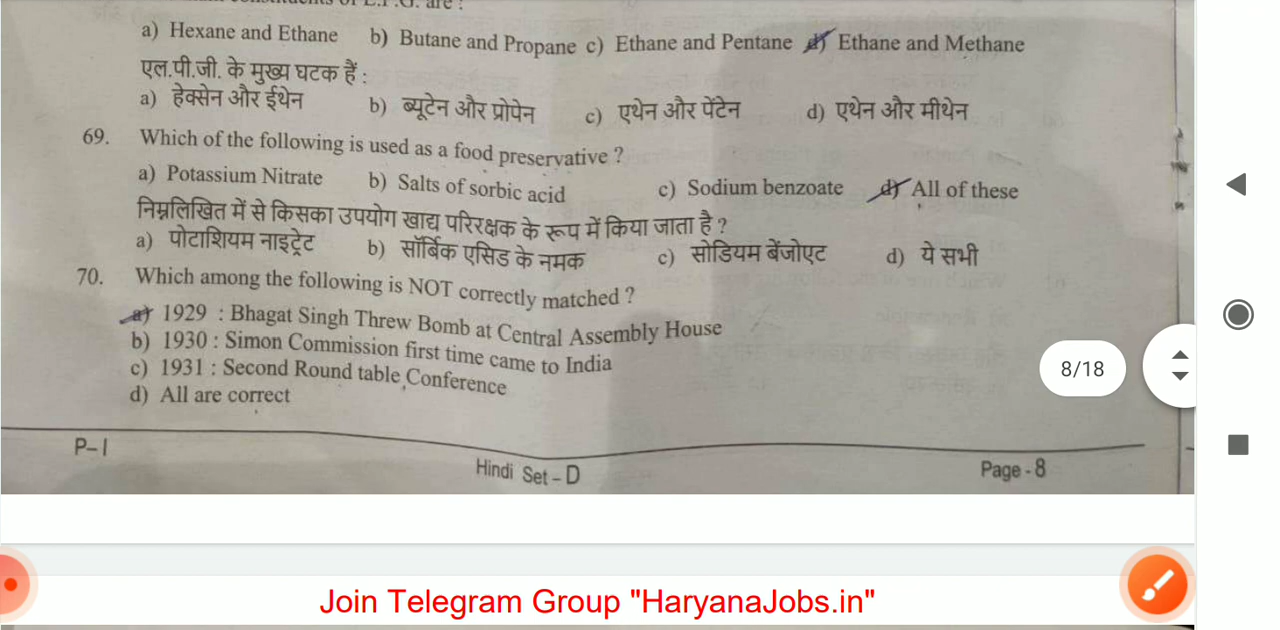 a) Hexane and Ethane b) Butane and Propane c) Ethane and Pentane d) Ethane and Methane
एल.पी.जी. के मुख्य घटक हैं :
a) हेक्सेन और ईथेन b) ब्यूटेन और प्रोपेन c) एथेन और पेंटेन d) एथेन और मीथेन
69. Which of the following is used as a food preservative ?
a) Potassium Nitrate b) Salts of sorbic acid c) Sodium benzoate d) All of these
निम्नलिखित में से किसका उपयोग खाद्य परिरक्षक के रूप में किया जाता है ?
a) पोटाशियम नाइट्रेट b) सॉर्बिक एसिड के नमक c) सोडियम बेंजोएट d) ये सभी
70. Which among the following is NOT correctly matched ?
a) 1929 : Bhagat Singh Threw Bomb at Central Assembly House
b) 1930 : Simon Commission first time came to India
c) 1931 : Second Round table Conference
d) All are correct
8/18
P-1
Hindi Set - D
Page - 8
Join Telegram Group "HaryanaJobs.in"